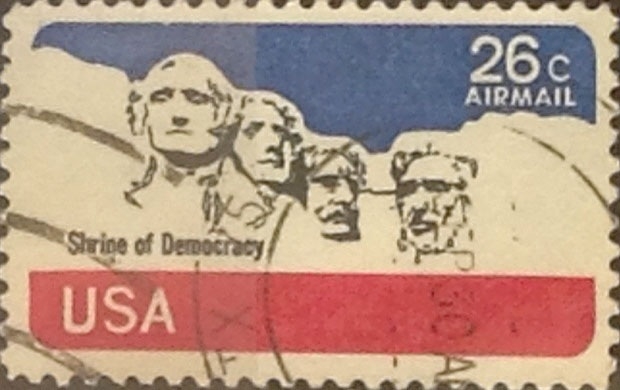 26c
AIRMAIL
Shrine of Democracy
USA